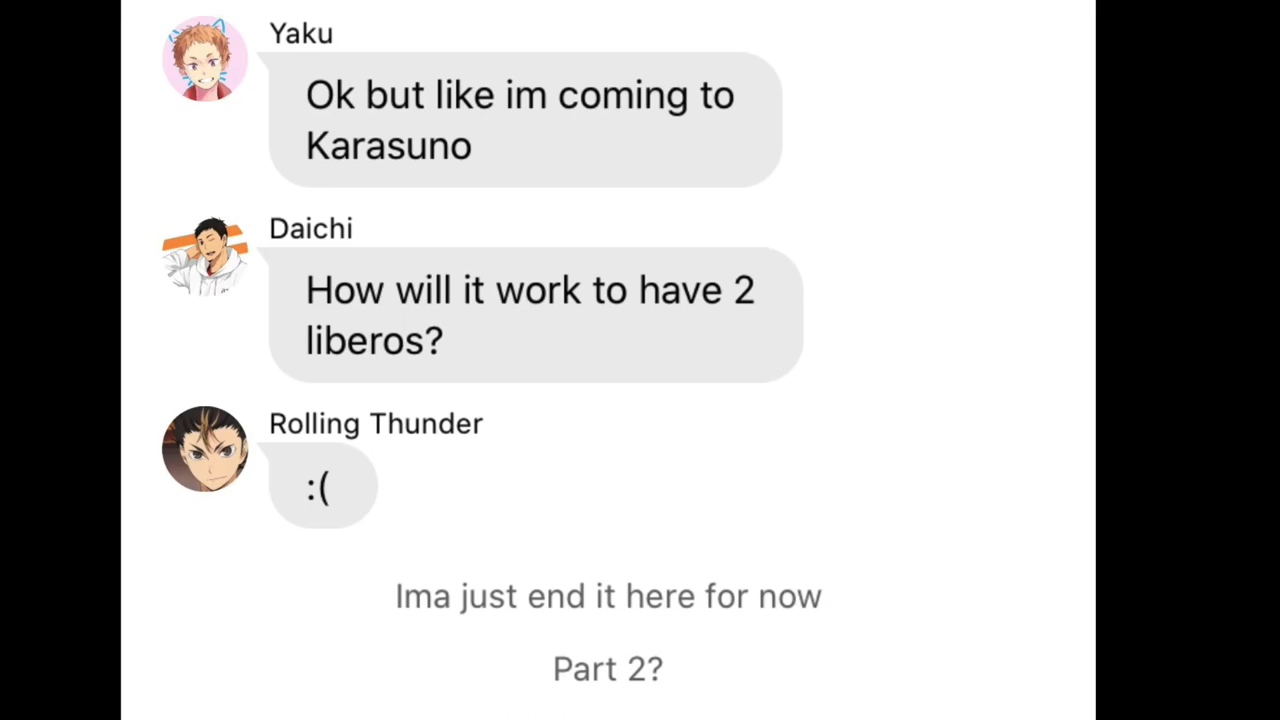 Yaku
Ok but like im coming to
Karasuno
Daichi
How will it work to have 2
liberos?
Rolling Thunder
:(
Ima just end it here for now
Part 2?